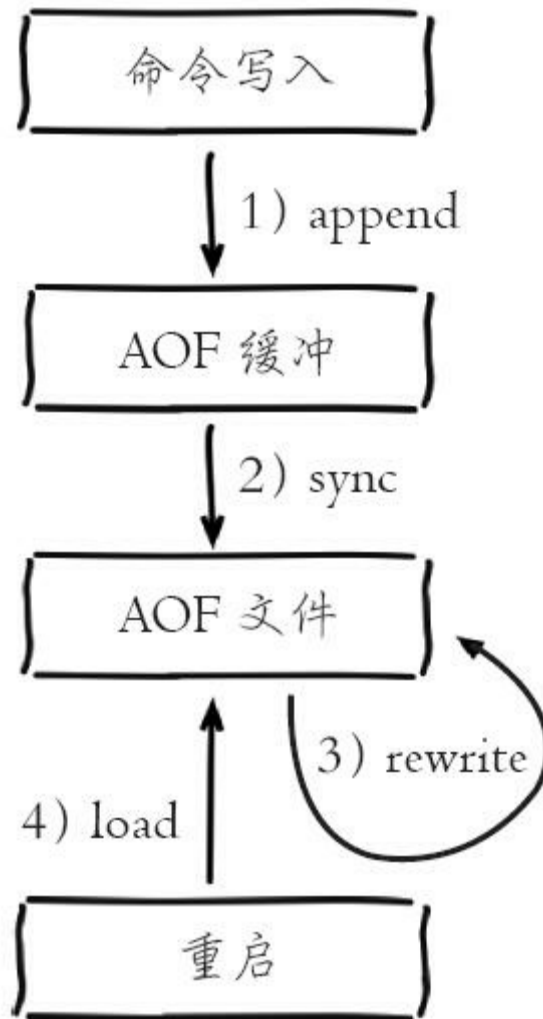 命令写入
1) append
AOF 缓冲
2) sync
AOF 文件
3) rewrite
4) load
重启